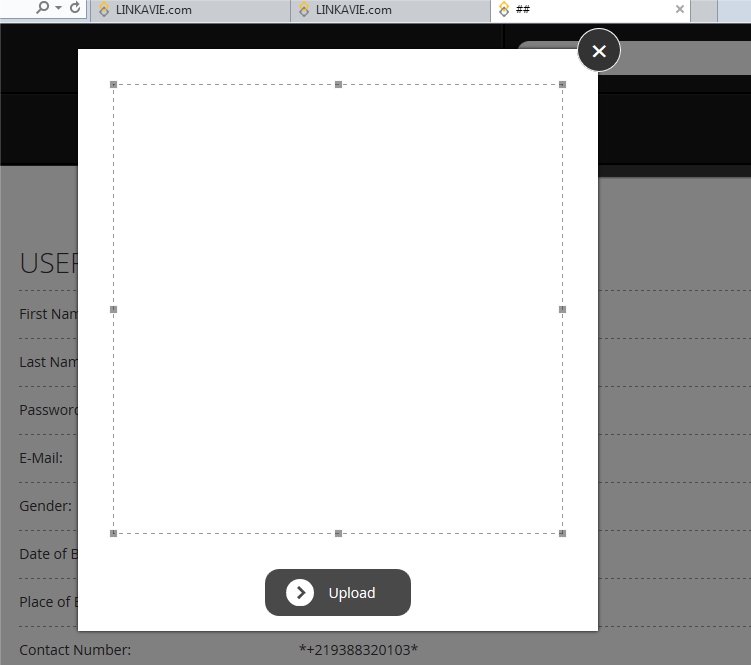 LINKAVIE.com LINKAVIE.com ##
USER
First Nam
Last Nam
Password
E-Mail:
Gender:
Date of B
Place of B
Upload
Contact Number: *+219388320103*